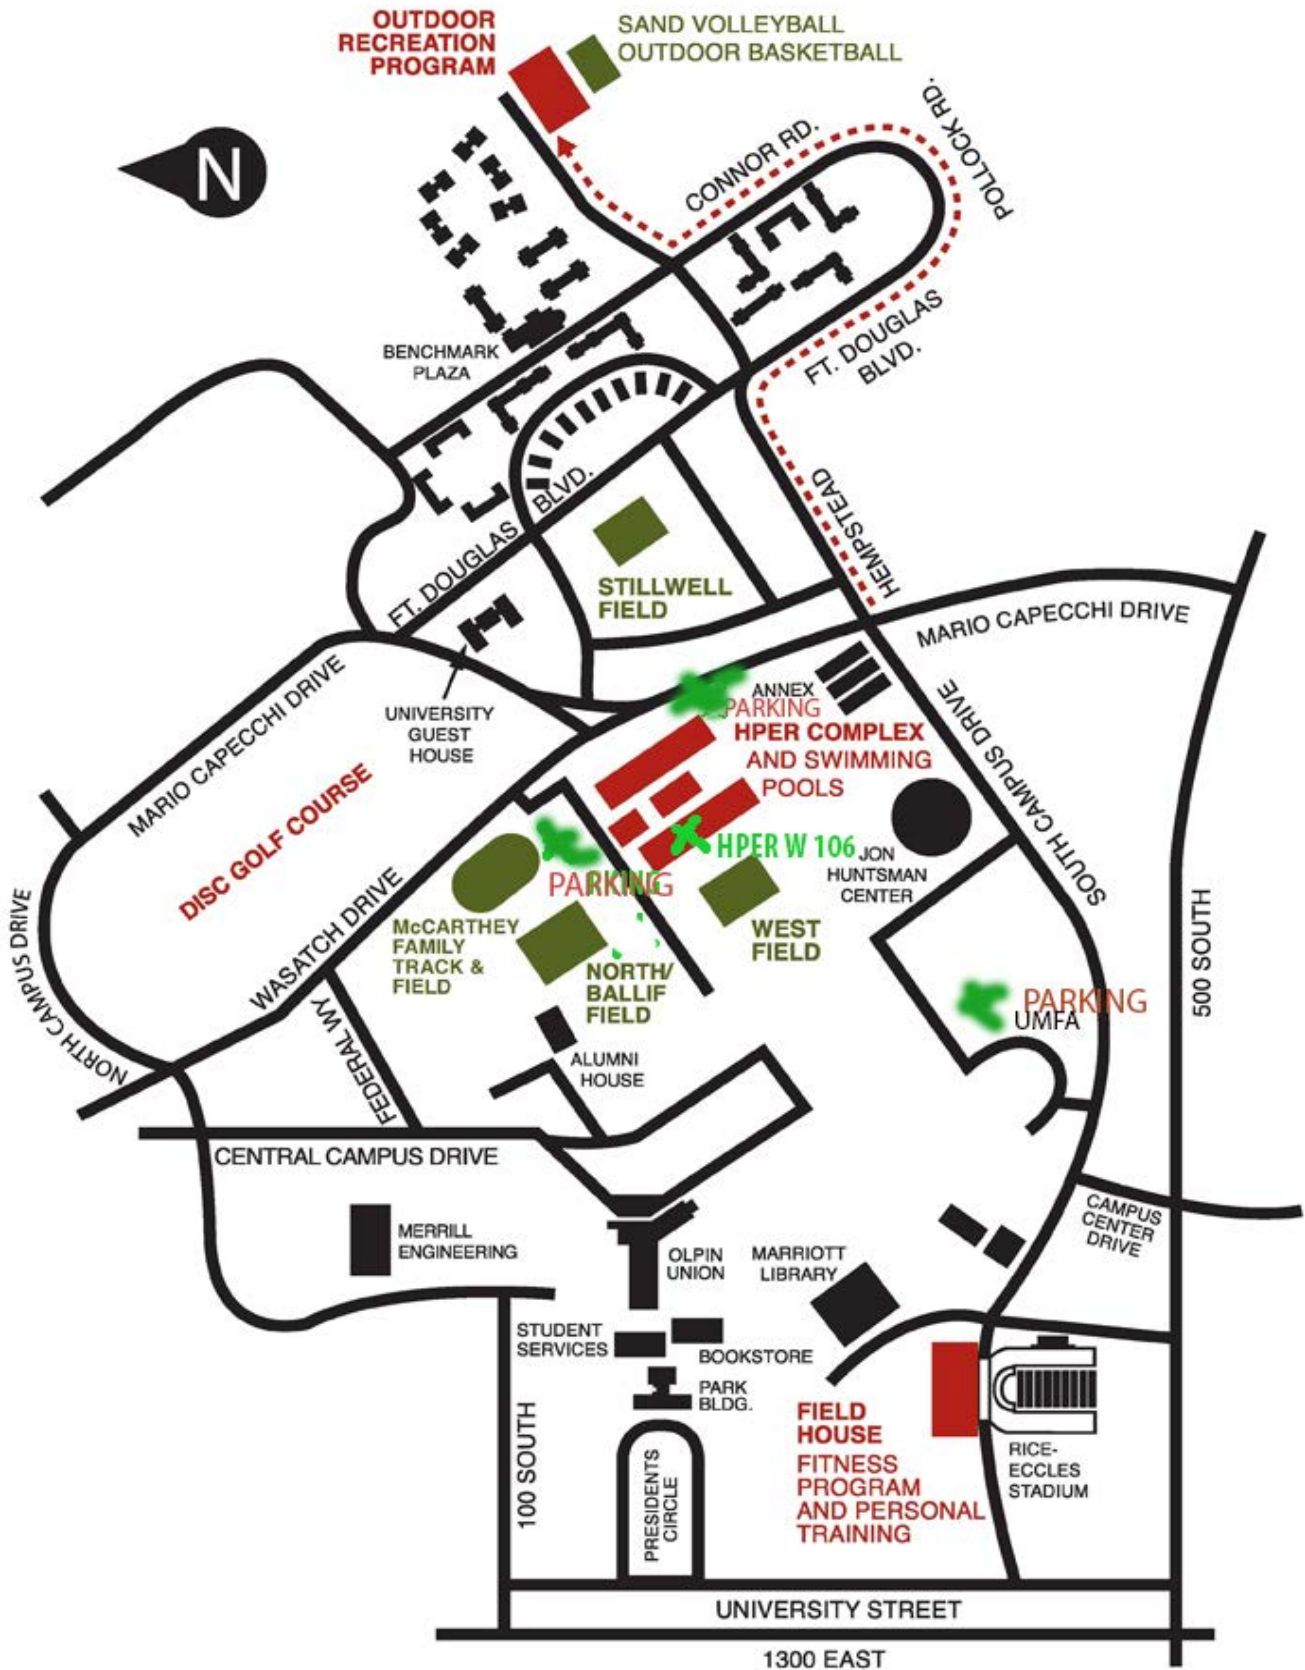 OUTDOOR
RECREATION
PROGRAM
SAND VOLLEYBALL
OUTDOOR BASKETBALL
N
CONNOR RD.
POLLOCK RD.
FT. DOUGLAS
BLVD.
BENCHMARK
PLAZA
HEMPSTEAD
FT. DOUGLAS BLVD.
STILLWELL
FIELD
MARIO CAPECCHI DRIVE
MARIO CAPECCHI DRIVE
UNIVERSITY
GUEST
HOUSE
DISC GOLF COURSE
ANNEX
PARKING
HPER COMPLEX
AND SWIMMING
POOLS
SOUTH CAMPUS DRIVE
HPER W 106
JON
HUNTSMAN
CENTER
PARKING
PARKING
McCARTHEY
FAMILY
TRACK &
FIELD
WEST
FIELD
NORTH/
BALLIF
FIELD
WASATCH DRIVE
NORTH CAMPUS DRIVE
FEDERAL WY
500 SOUTH
PARKING
UMFA
ALUMNI
HOUSE
CENTRAL CAMPUS DRIVE
CAMPUS
CENTER
DRIVE
MERRILL
ENGINEERING
OLPIN
UNION
MARRIOTT
LIBRARY
STUDENT
SERVICES
BOOKSTORE
PARK
BLDG.
100 SOUTH
PRESIDENTS
CIRCLE
FIELD
HOUSE
FITNESS
PROGRAM
AND PERSONAL
TRAINING
RICE-
ECCLES
STADIUM
UNIVERSITY STREET
1300 EAST